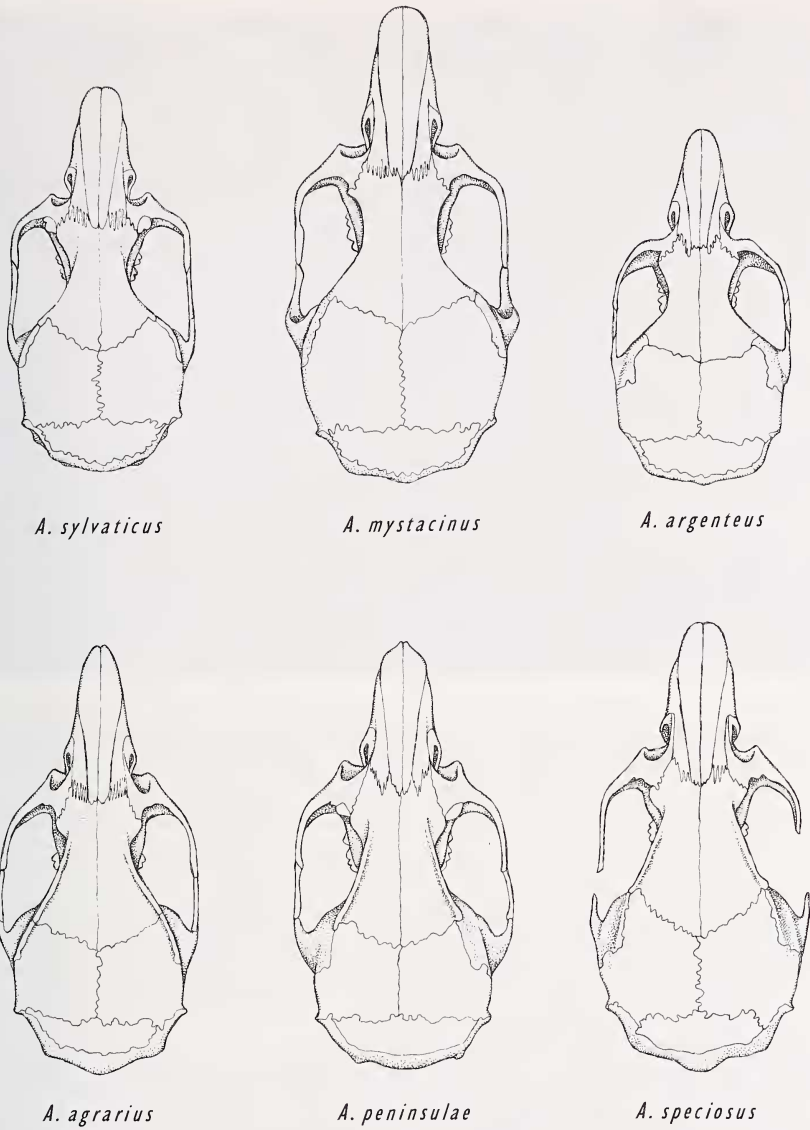 A. sylvaticus
A. mystacinus
A. argenteus
A. agrarius
A. peninsulae
A. speciosus